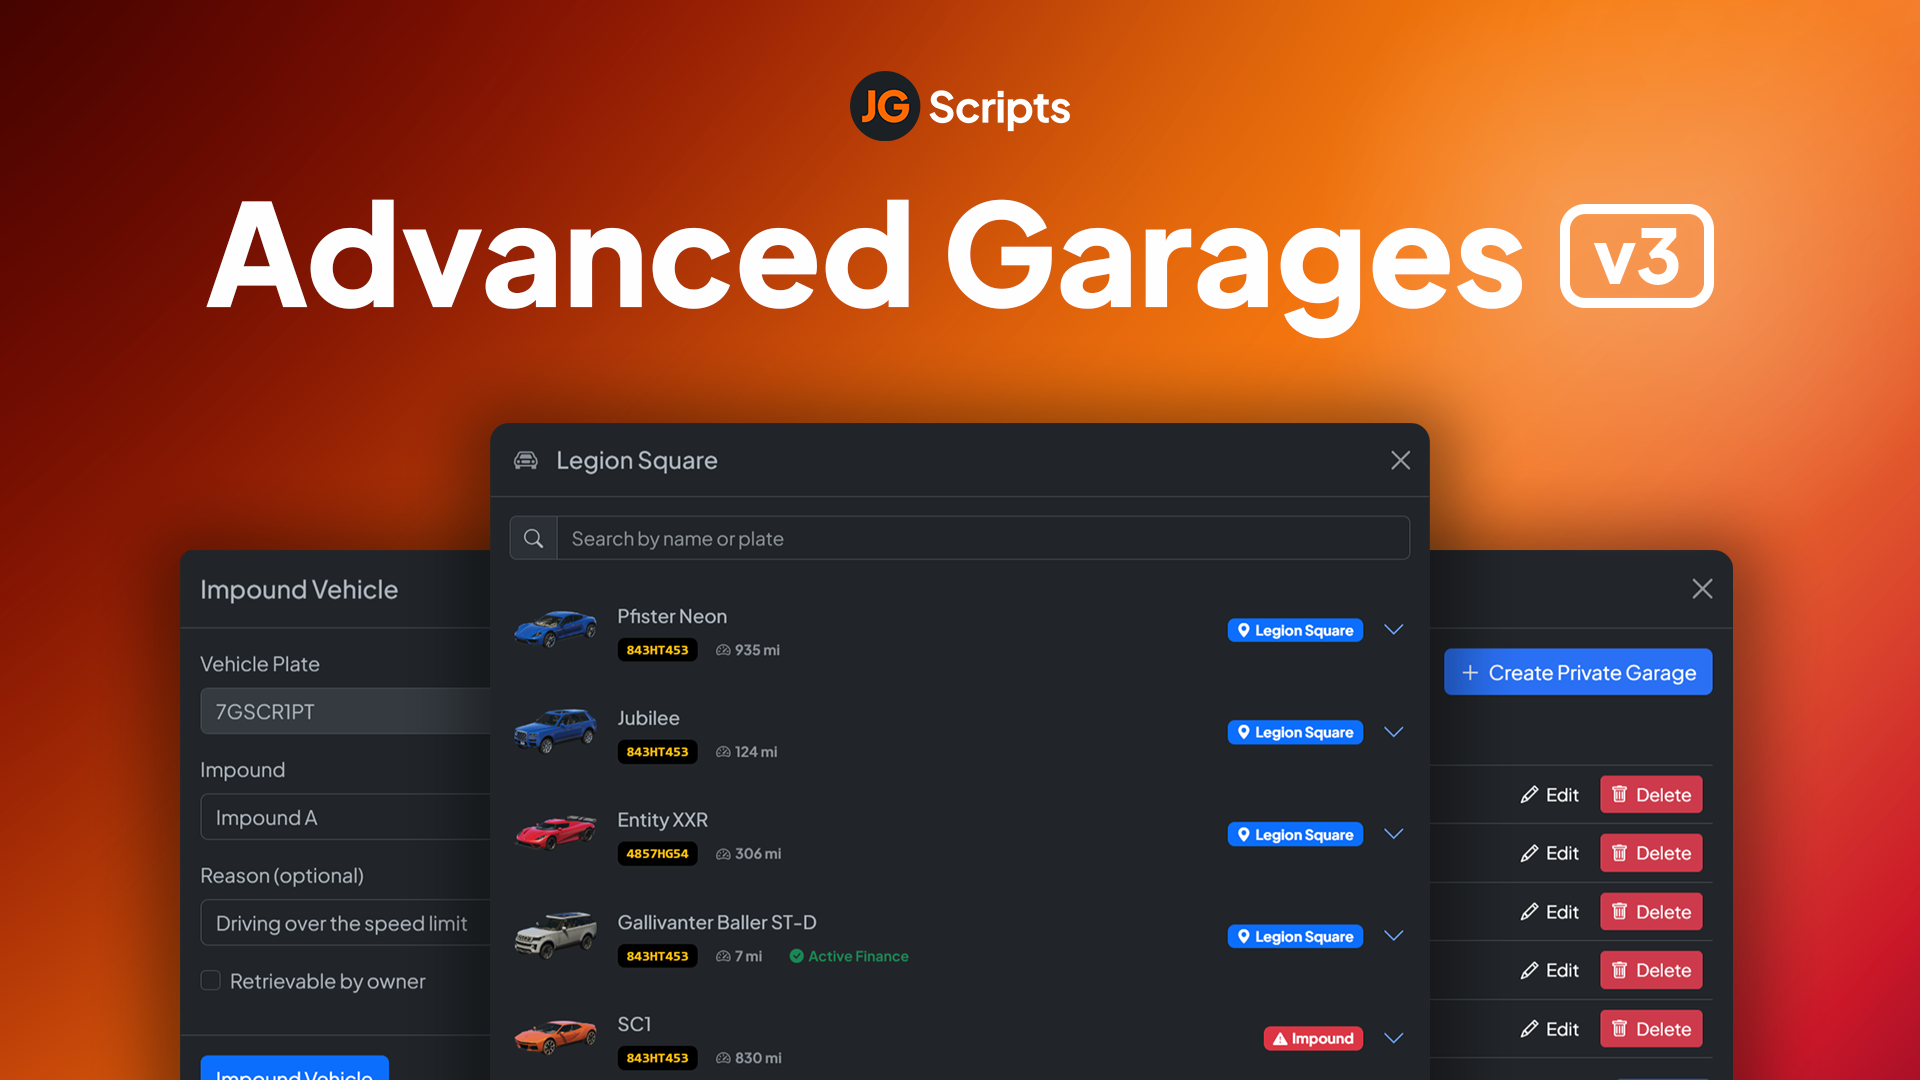 JG Scripts
Advanced Garages v3
Legion Square
Search by name or plate
Pfister Neon
843HT453 935 mi
Legion Square
Jubilee
843HT453 124 mi
Legion Square
Entity XXR
4857HG54 306 mi
Legion Square
Gallivanter Baller ST-D
843HT453 7 mi Active Finance
Legion Square
SC1
843HT453 830 mi
Impound
Impound Vehicle
Vehicle Plate
7GSCR1PT
Impound
Impound A
Reason (optional)
Driving over the speed limit
Retrievable by owner
Impound Vehicle
Create Private Garage
Edit Delete
Edit Delete
Edit Delete
Edit Delete
Edit Delete